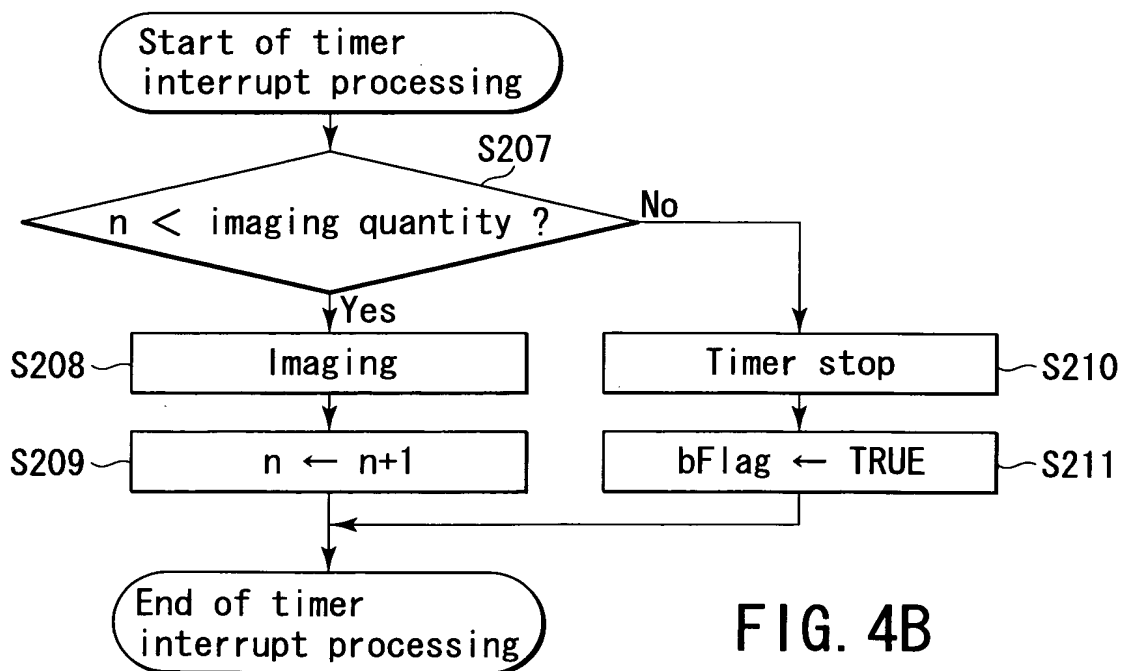 Start of timer
interrupt processing
S207
n < imaging quantity ?
No
Yes
S208
Imaging
Timer stop
S210
S209
n ← n+1
bFlag ← TRUE
S211
End of timer
interrupt processing
FIG. 4B